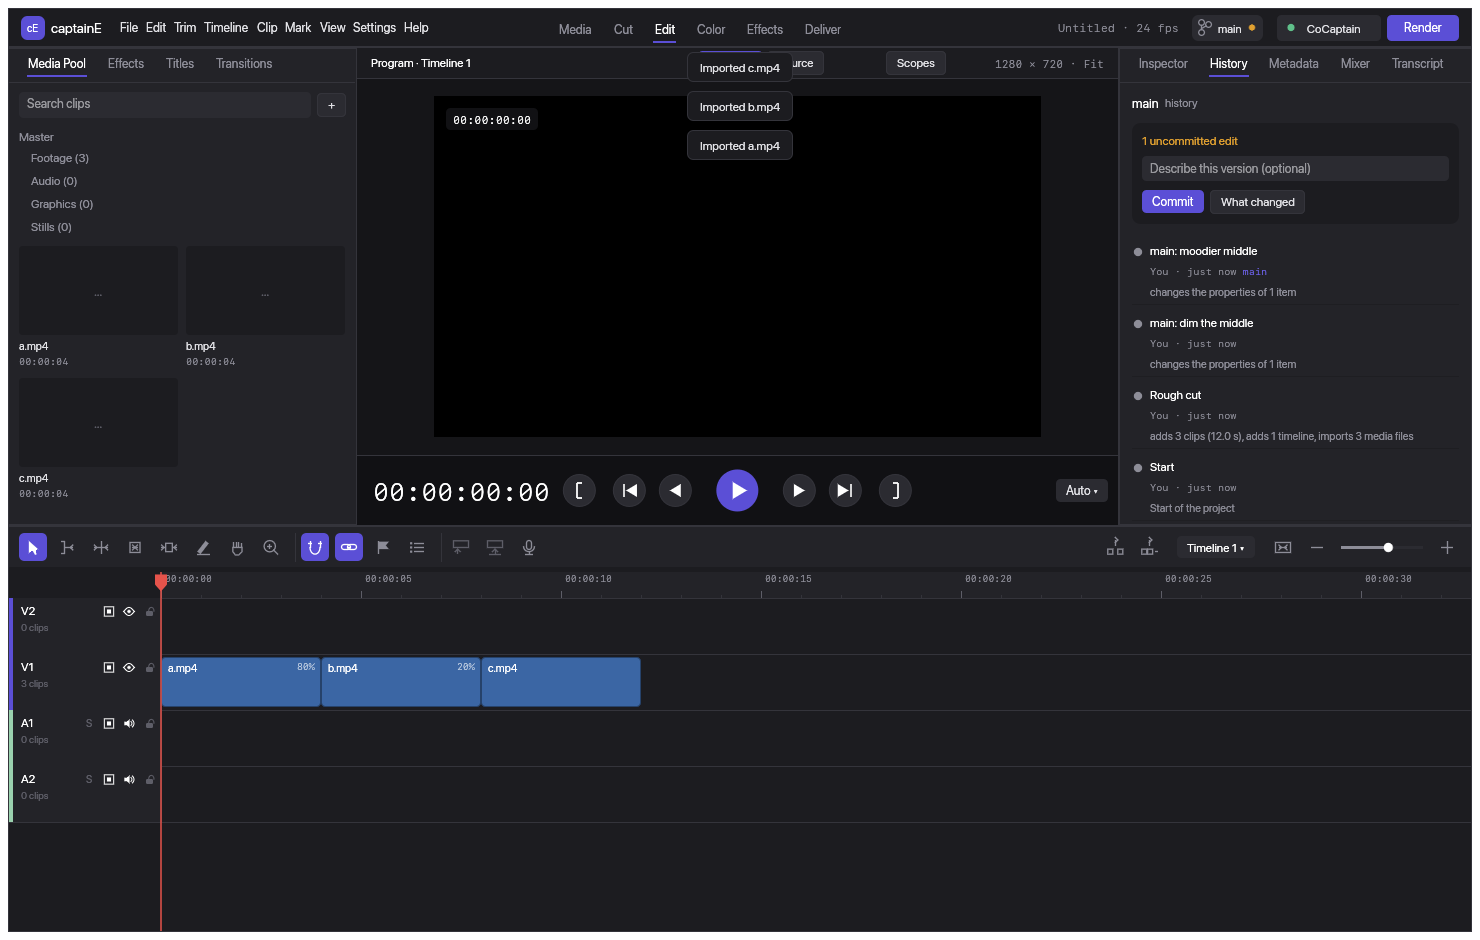 cE captainE File Edit Trim Timeline Clip Mark View Settings Help Media Cut Edit Color Effects Deliver Untitled · 24 fps main CoCaptain Render
Media Pool Effects Titles Transitions
Search clips +
Master
Footage (3)
Audio (0)
Graphics (0)
Stills (0)
...
...
a.mp4
00:00:04
b.mp4
00:00:04
...
c.mp4
00:00:04
Program · Timeline 1
Scopes 1280 × 720 · Fit
Imported c.mp4
Imported b.mp4
Imported a.mp4
00:00:00:00
00:00:00:00
Auto
Inspector History Metadata Mixer Transcript
main history
1 uncommitted edit
Describe this version (optional)
Commit What changed
main: moodier middle
You · just now main
changes the properties of 1 item
main: dim the middle
You · just now
changes the properties of 1 item
Rough cut
You · just now
adds 3 clips (12.0 s), adds 1 timeline, imports 3 media files
Start
You · just now
Start of the project
Timeline 1
00:00:00 00:00:05 00:00:10 00:00:15 00:00:20 00:00:25 00:00:30
V2
0 clips
V1
3 clips
a.mp4 80% b.mp4 20% c.mp4
A1 S
0 clips
A2 S
0 clips